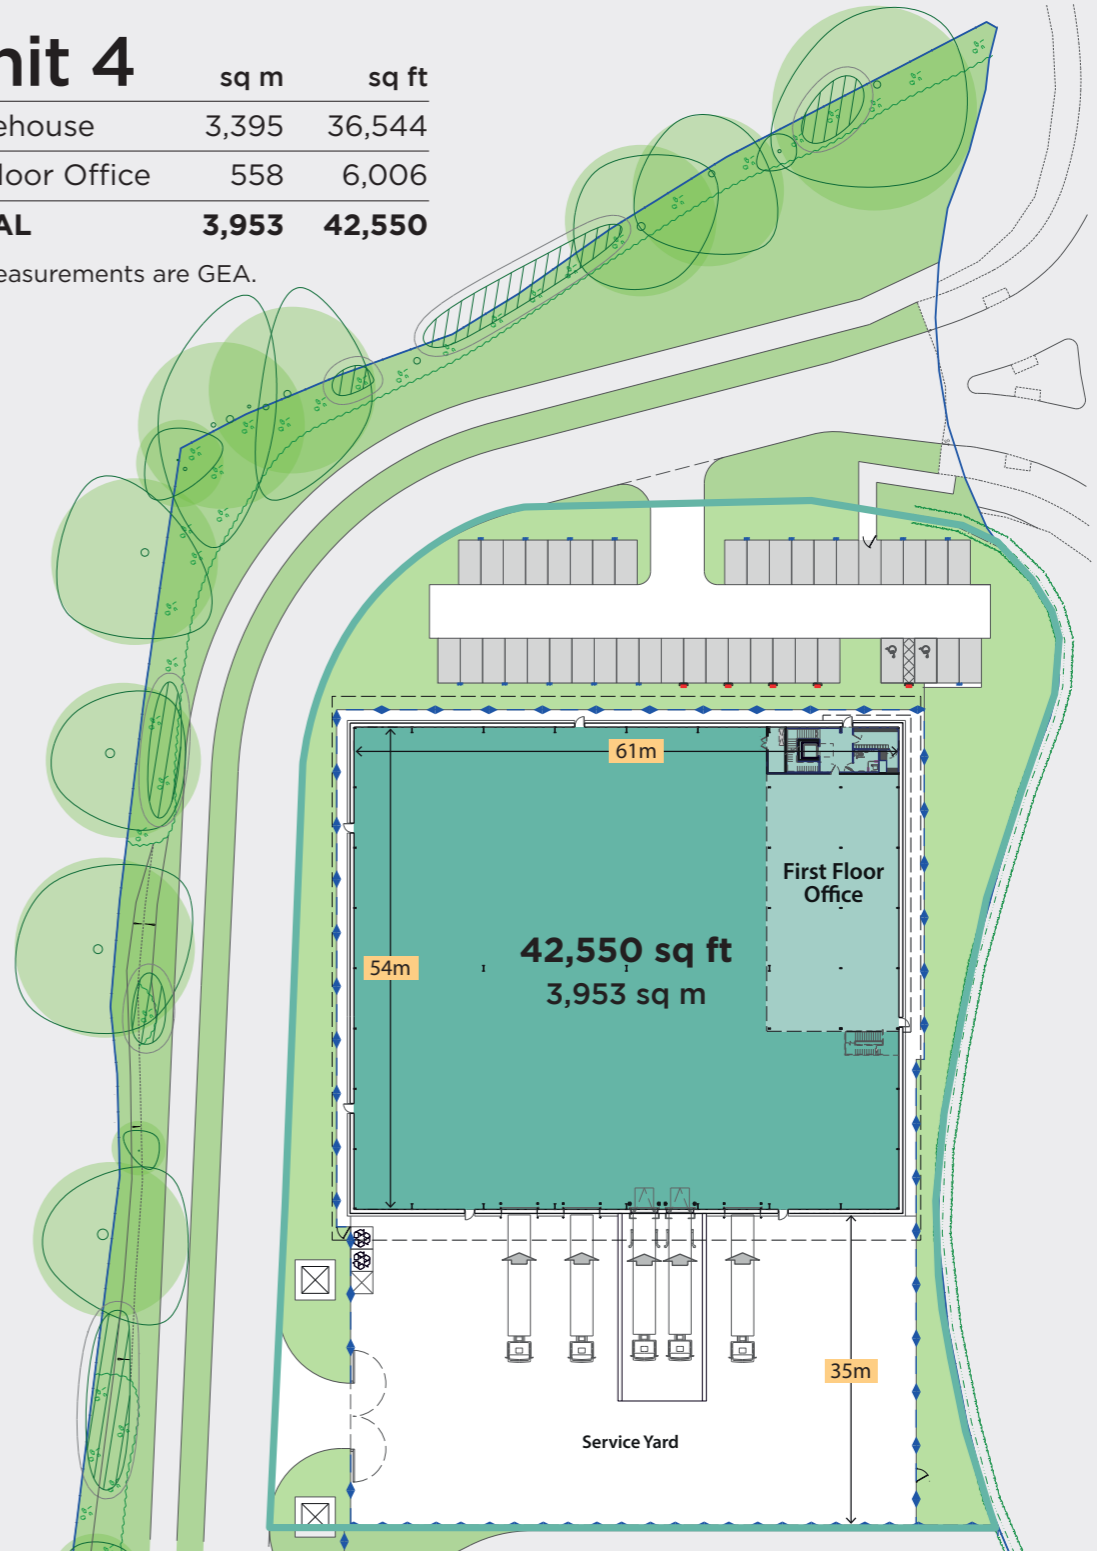 nit 4 sq m sq ft
ehouse 3,395 36,544
loor Office 558 6,006
AL 3,953 42,550
easurements are GEA.
61m
First Floor
Office
42,550 sq ft
54m
3,953 sq m
35m
Service Yard